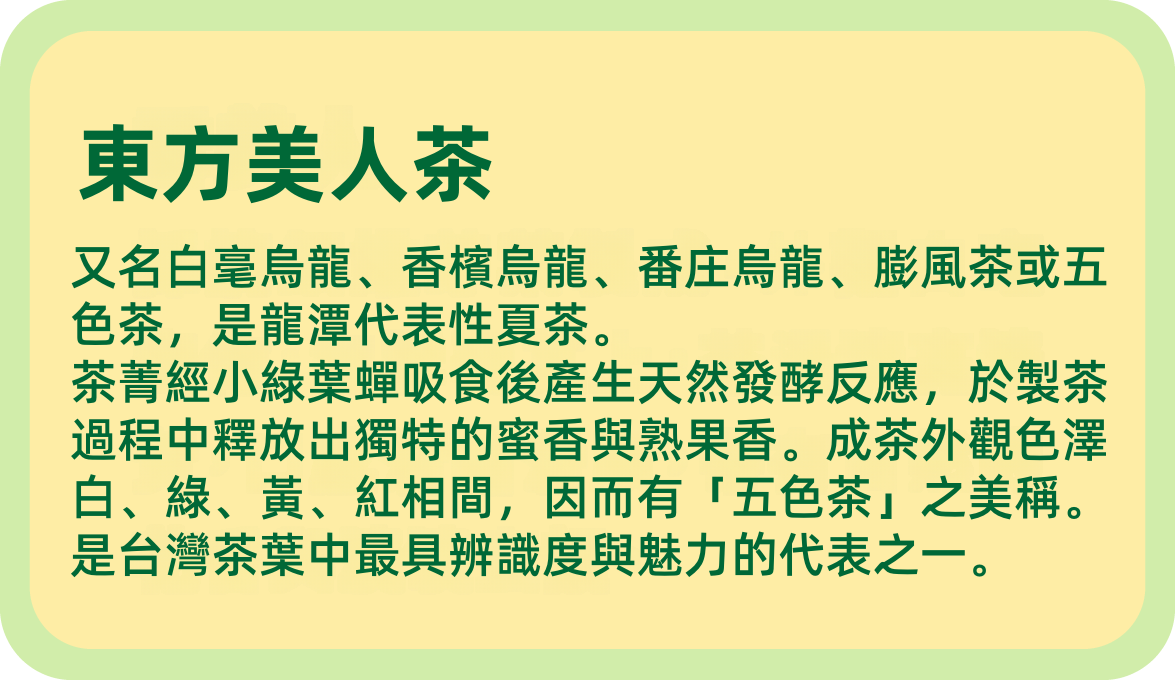 東方美人茶
又名白毫烏龍、香檳烏龍、番庄烏龍、膨風茶或五
色茶，是龍潭代表性夏茶。
茶菁經小綠葉蟬吸食後產生天然發酵反應，於製茶
過程中釋放出獨特的蜜香與熟果香。成茶外觀色澤
白、綠、黃、紅相間，因而有「五色茶」之美稱。
是台灣茶葉中最具辨識度與魅力的代表之一。